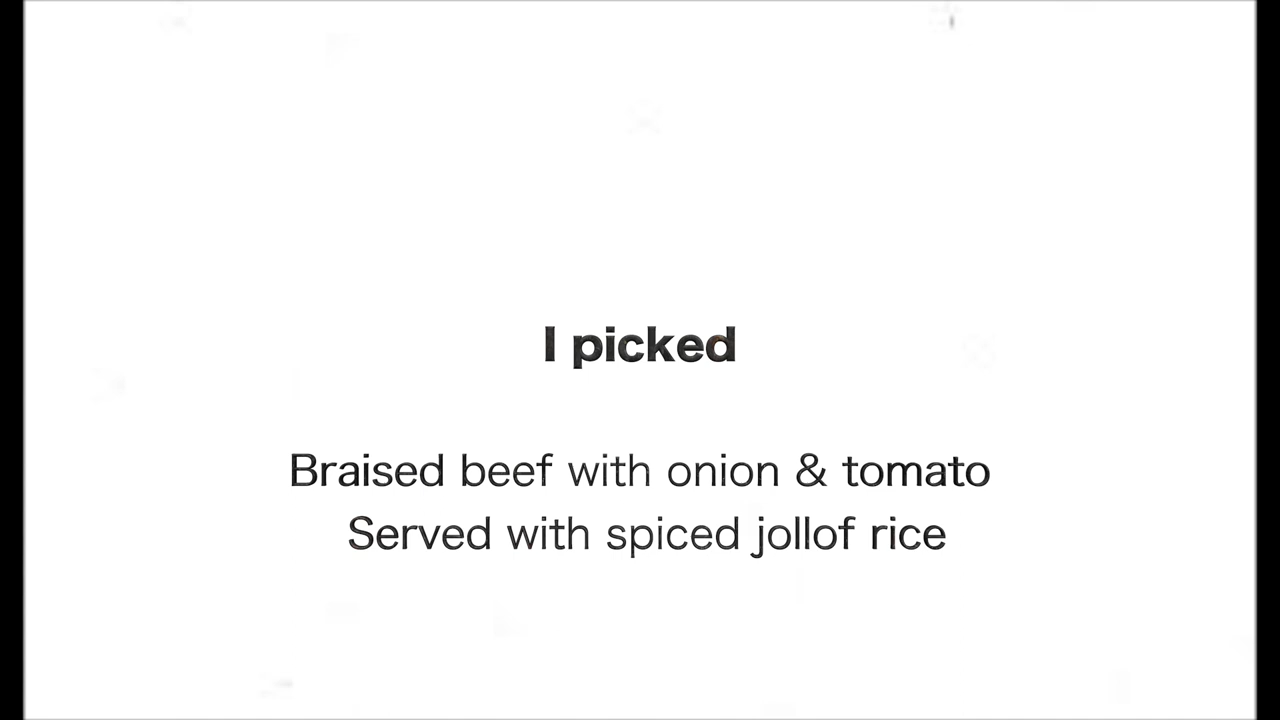 I picked
Braised beef with onion & tomato
Served with spiced jollof rice